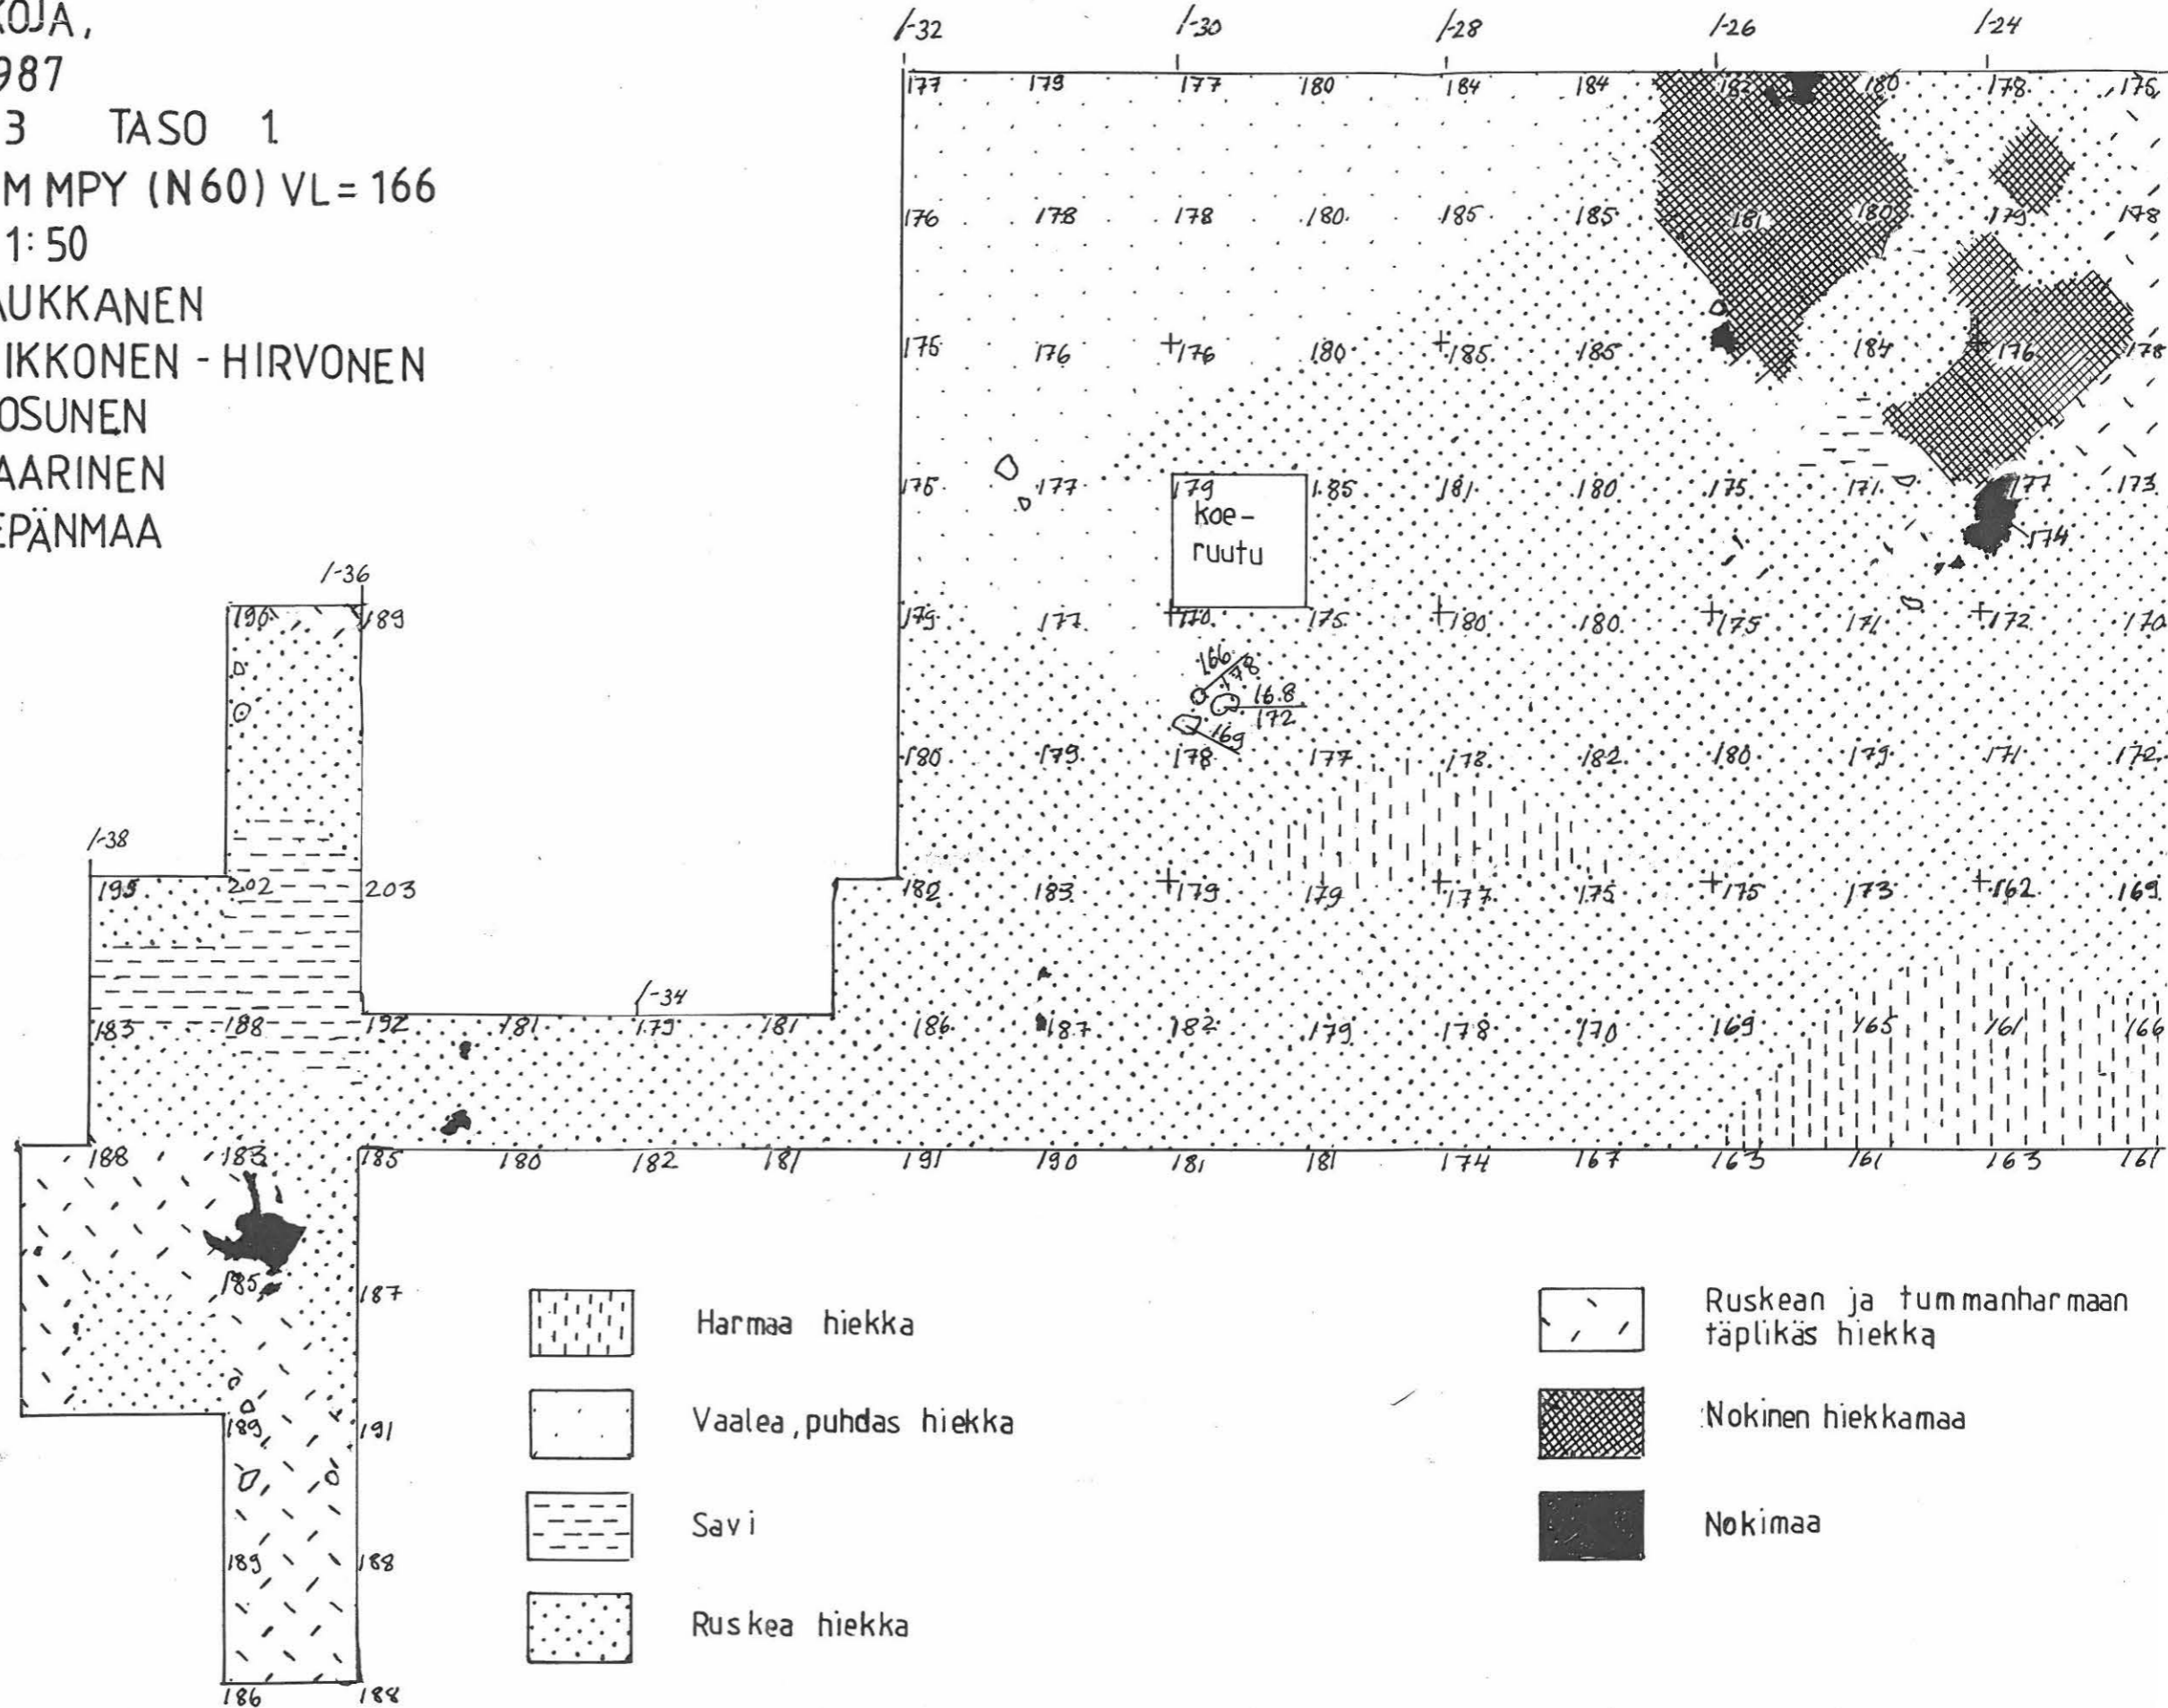 KOJA,
987
3 TASO 1
M MPY (N60) VL = 166
1:50
AUKKANEN
IKKONEN - HIRVONEN
OSUNEN
AARINEN
EPÄNMAA
/-32 /-30 /-28 /-26 /-24
177 179 177 180 184 184 182 180 178 175
176 178 178 180 185 185 181 180 179 178
175 176 176 180 185 185 184 176 178
175 177 179 185 181 180 175 171 177 173
koe-
ruutu
174
/-36
190 189
179 177 170 175 180 180 175 171 172 170
166
178
168
172
169
180 179 178 177 178 182 180 179 171 172
/-38
195 202 203
182 183 179 179 177 175 175 173 162 169
/-34
183 188 192 181 179 181 186 187 182 179 178 170 169 165 161 166
188 183 185 180 182 181 191 190 181 181 174 167 163 161 163 161
185 187
189 191
189 188
186 188
Harmaa hiekka
Vaalea, puhdas hiekka
Savi
Ruskea hiekka
Ruskean ja tummanharmaan
täplikäs hiekka
Nokinen hiekkamaa
Nokimaa